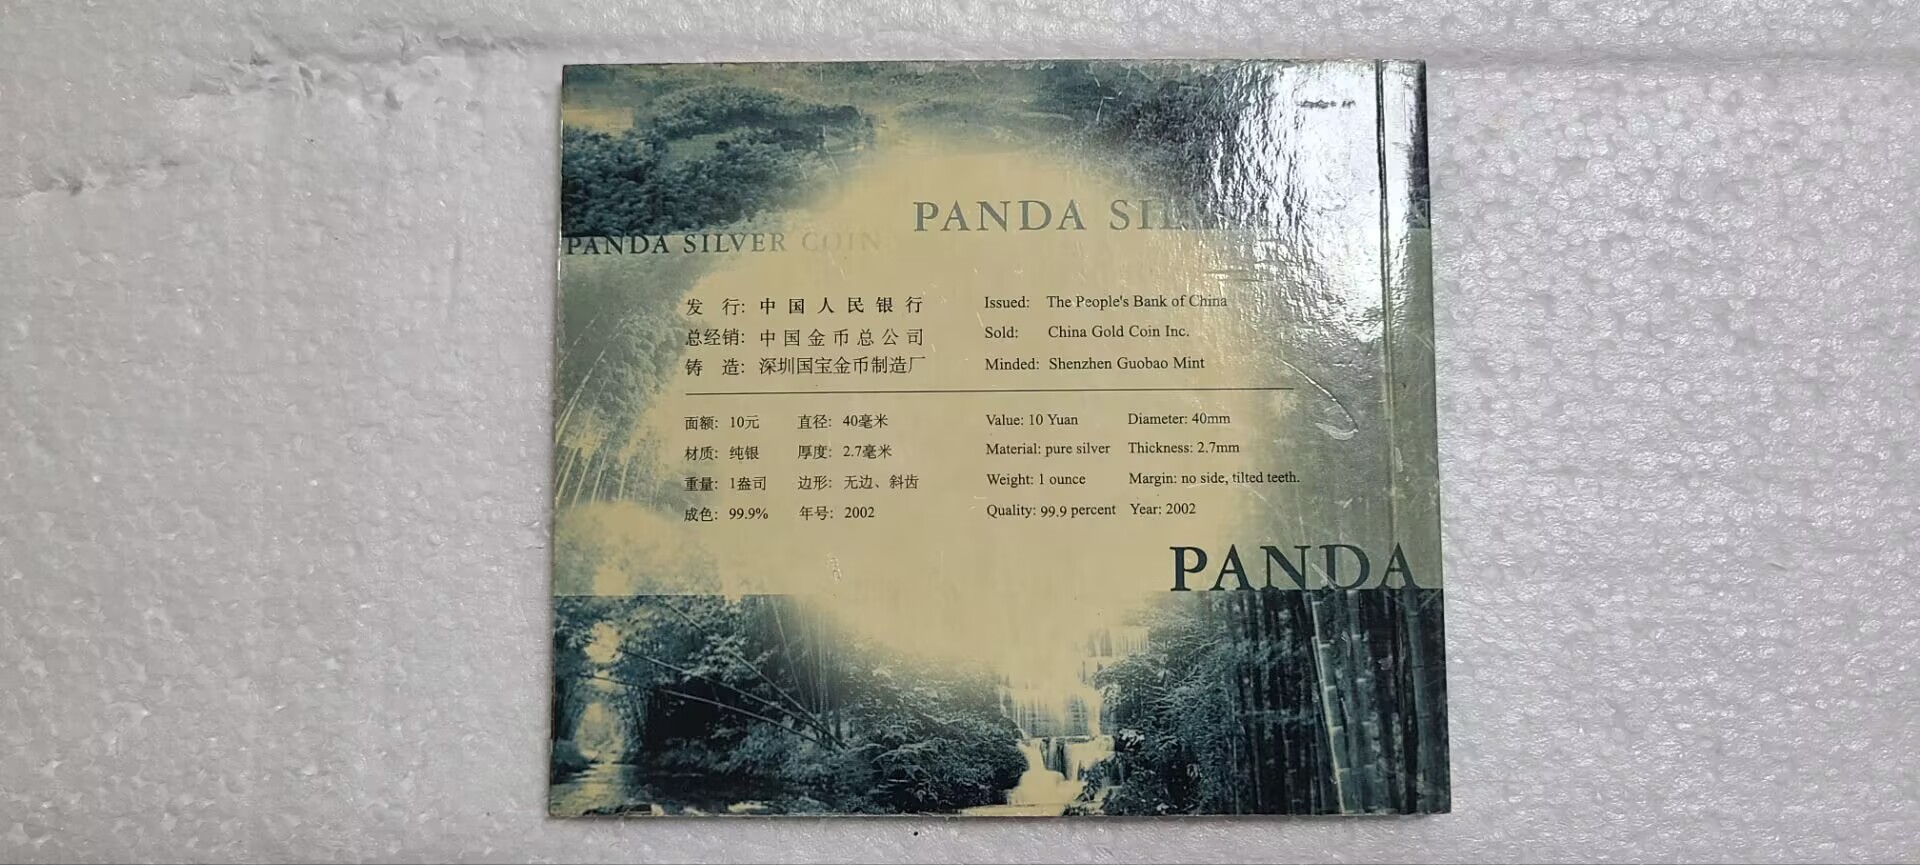 PANDA SILV
PANDA SILVER COIN
发 行: 中国人民银行
总经销: 中国金币总公司
铸 造: 深圳国宝金币制造厂
Issued: The People's Bank of China
Sold: China Gold Coin Inc.
Minded: Shenzhen Guobao Mint
面额: 10元 直径: 40毫米
材质: 纯银 厚度: 2.7毫米
重量: 1盎司 边形: 无边、斜齿
成色: 99.9% 年号: 2002
Value: 10 Yuan Diameter: 40mm
Material: pure silver Thickness: 2.7mm
Weight: 1 ounce Margin: no side, tilted teeth.
Quality: 99.9 percent Year: 2002
PANDA